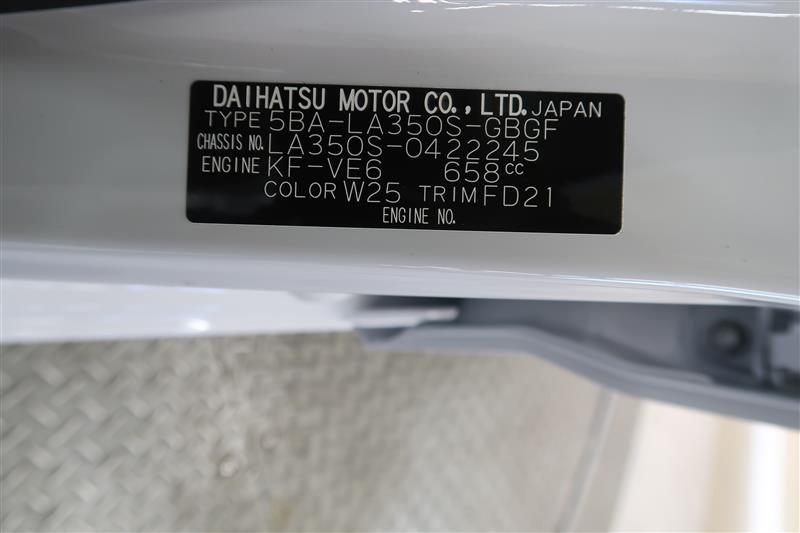 DAIHATSU MOTOR CO., LTD. JAPAN
TYPE 5BA-LA350S-GBGF
CHASSIS NO. LA350S-0422245
ENGINE KF-VE6 658cc
COLOR W25 TRIM FD21
ENGINE NO.